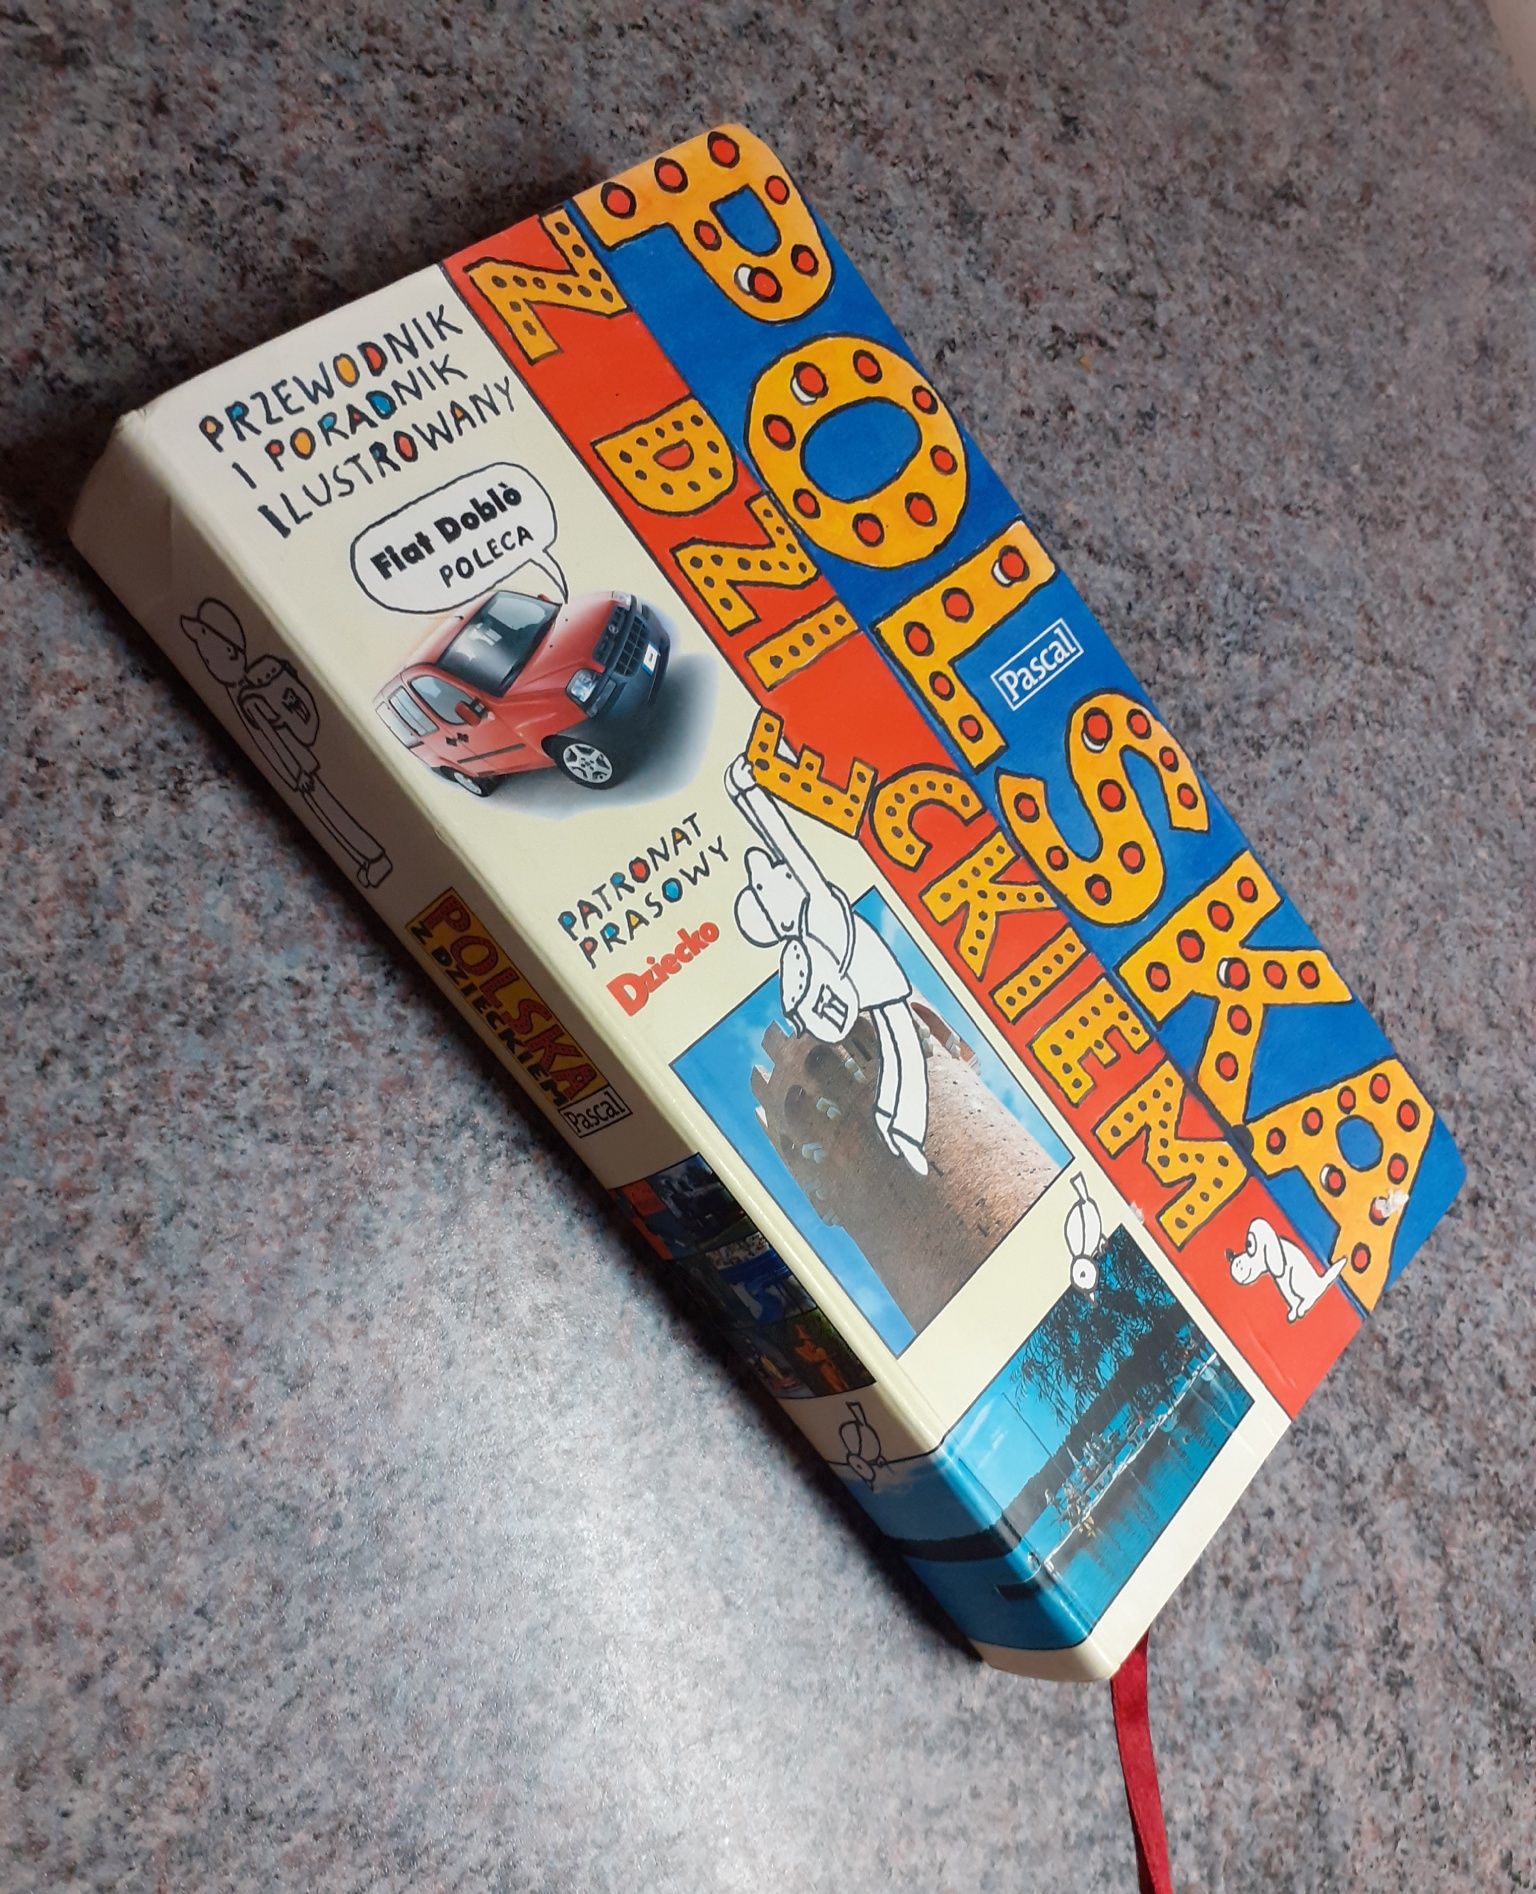 POLSKA
Z DZIECKIEM
Pascal
PRZEWODNIK
I PORADNIK
ILUSTROWANY
Fiat Doblò
POLECA
PATRONAT
PRASOWY
Dziecko
POLSKA
Z DZIECKIEM
Pascal